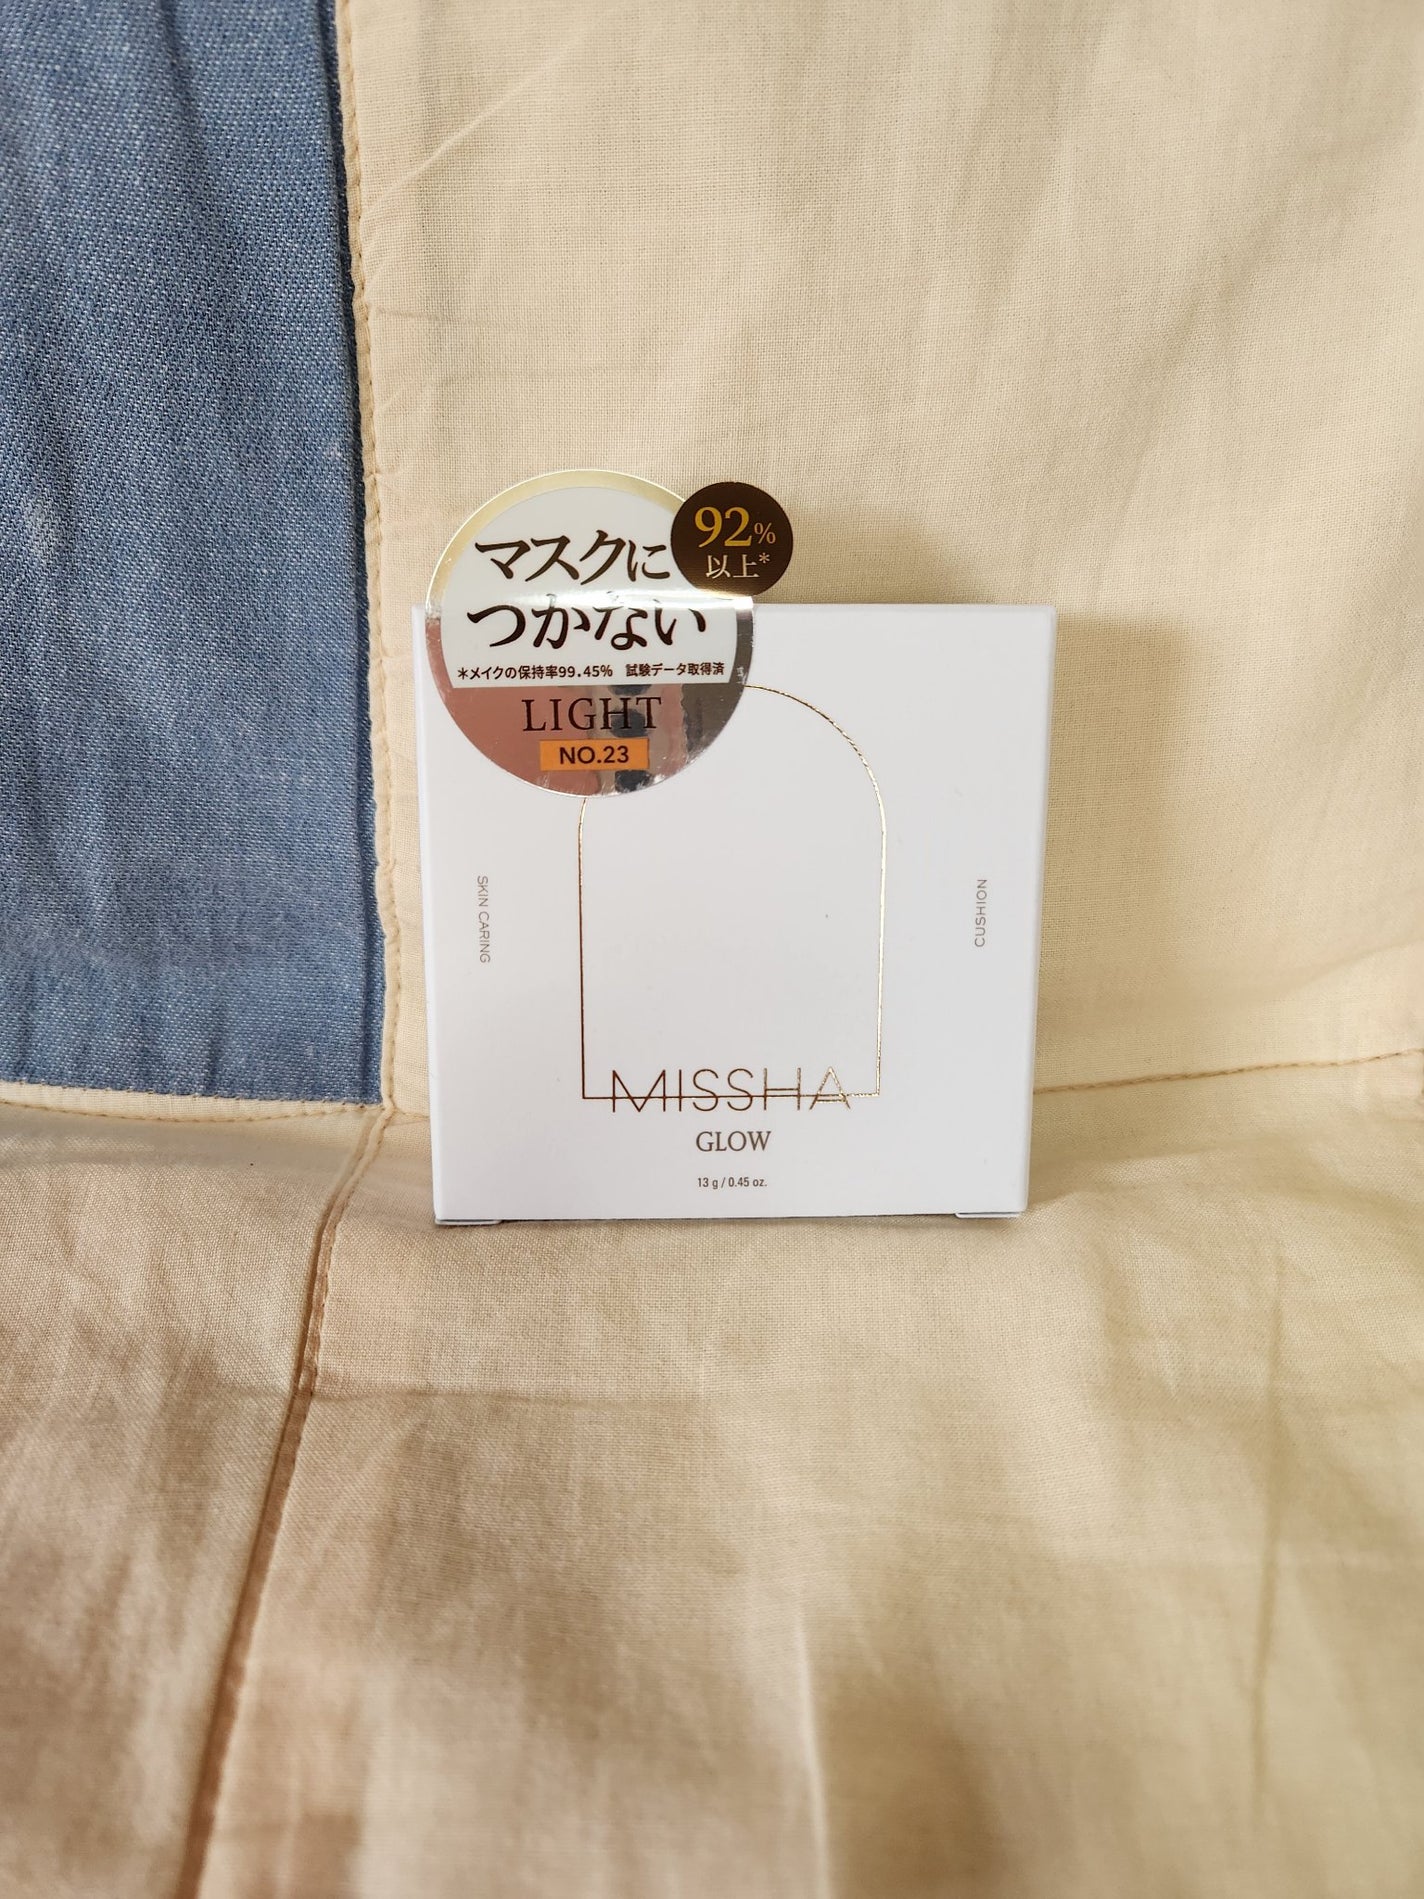 マスクに
つかない
92%
以上*
*メイクの保持率99.45% 試験データ取得済
LIGHT
NO.23
SKIN CARING
CUSHION
MISSHA
GLOW
13 g / 0.45 oz.